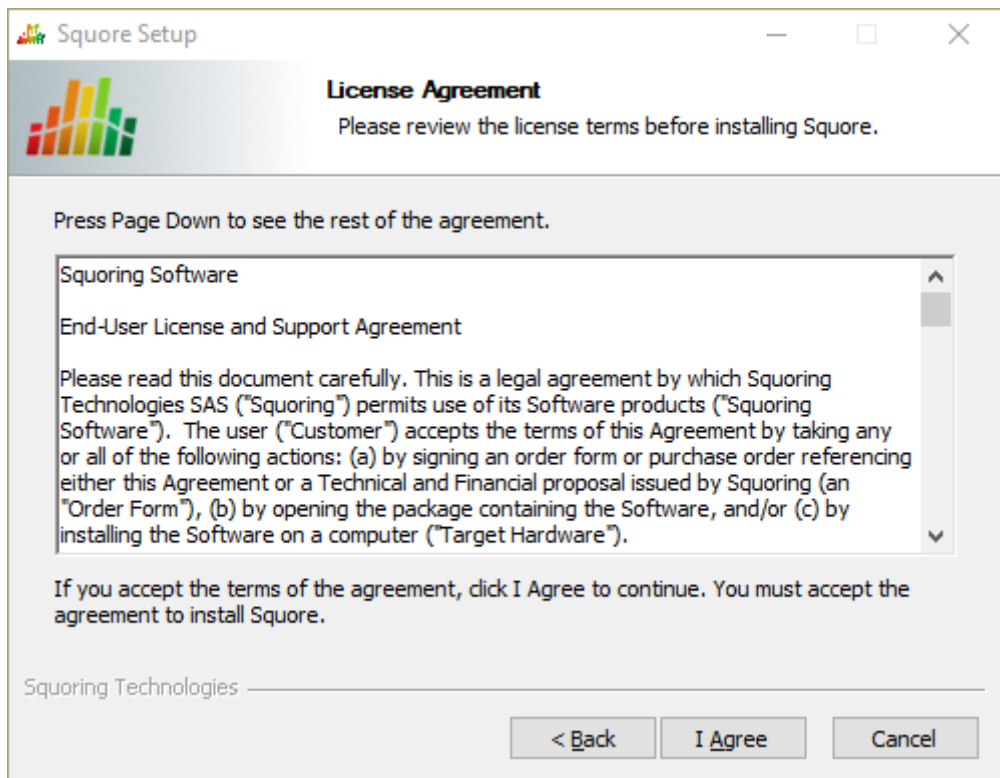 Squore Setup
License Agreement
Please review the license terms before installing Squore.
Press Page Down to see the rest of the agreement.
Squoring Software
End-User License and Support Agreement
Please read this document carefully. This is a legal agreement by which Squoring
Technologies SAS ("Squoring") permits use of its Software products ("Squoring
Software").  The user ("Customer") accepts the terms of this Agreement by taking any
or all of the following actions: (a) by signing an order form or purchase order referencing
either this Agreement or a Technical and Financial proposal issued by Squoring (an
"Order Form"), (b) by opening the package containing the Software, and/or (c) by
installing the Software on a computer ("Target Hardware").
If you accept the terms of the agreement, click I Agree to continue. You must accept the
agreement to install Squore.
Squoring Technologies
< Back
I Agree
Cancel